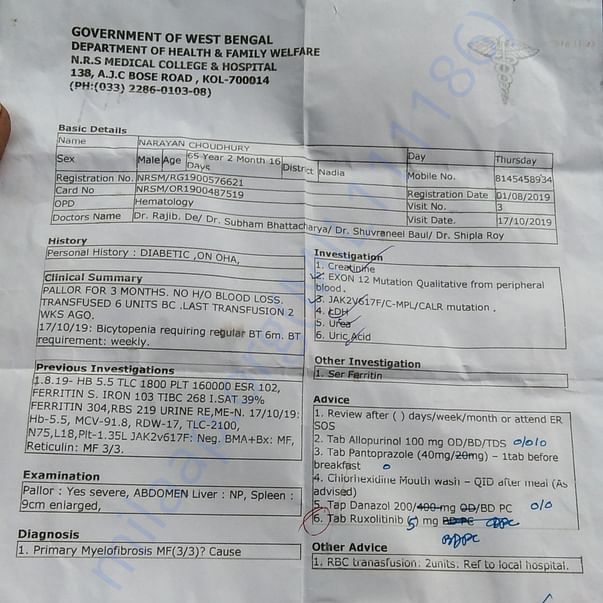 GOVERNMENT OF WEST BENGAL
DEPARTMENT OF HEALTH & FAMILY WELFARE
N.R.S MEDICAL COLLEGE & HOSPITAL
138, A.J.C BOSE ROAD , KOL-700014
(PH:(033) 2286-0103-08)
Basic Details
Name NARAYAN CHOUDHURY Day Thursday
Sex Male Age 65 Year 2 Month 16 Days District Nadia Mobile No. 8145458934
Registration No. NRSM/RG1900576621 Registration Date 01/08/2019
Card No NRSM/OR1900487519 Visit No. 3
OPD Hematology Visit Date. 17/10/2019
Doctors Name Dr. Rajib. De/ Dr. Subham Bhattacharya/ Dr. Shuvraneel Baul/ Dr. Shipla Roy
History
Personal History : DIABETIC ,ON OHA,
Clinical Summary
PALLOR FOR 3 MONTHS. NO H/O BLOOD LOSS.
TRANSFUSED 6 UNITS BC .LAST TRANSFUSION 2
WKS AGO.
17/10/19: Bicytopenia requiring regular BT 6m. BT
requirement: weekly.
Previous Investigations
1.8.19- HB 5.5 TLC 1800 PLT 160000 ESR 102,
FERRITIN S. IRON 103 TIBC 268 I.SAT 39%
FERRITIN 304,RBS 219 URINE RE,ME-N. 17/10/19:
Hb-5.5, MCV-91.8, RDW-17, TLC-2100,
N75,L18,Plt-1.35L JAK2v617F: Neg. BMA+Bx: MF,
Reticulin: MF 3/3.
Examination
Pallor : Yes severe, ABDOMEN Liver : NP, Spleen :
9cm enlarged,
Diagnosis
1. Primary Myelofibrosis MF(3/3)? Cause
Investigation
1. Creatinine
2. EXON 12 Mutation Qualitative from peripheral
blood .
3. JAK2V617F/C-MPL/CALR mutation .
4. LDH
5. Urea
6. Uric Acid
Other Investigation
1. Ser Ferritin
Advice
1. Review after ( ) days/week/month or attend ER
SOS
2. Tab Allopurinol 100 mg OD/BD/TDS 0/0/0
3. Tab Pantoprazole (40mg/20mg) – 1tab before
breakfast 0
4. Chlorhexidine Mouth wash – QID after meal (As
advised)
5. Tap Danazol 200/400 mg OD/BD PC 0/0
6. Tab Ruxolitinib 5 mg BD PC
BDPC
Other Advice
1. RBC tranasfusion: 2units. Ref to local hospital.